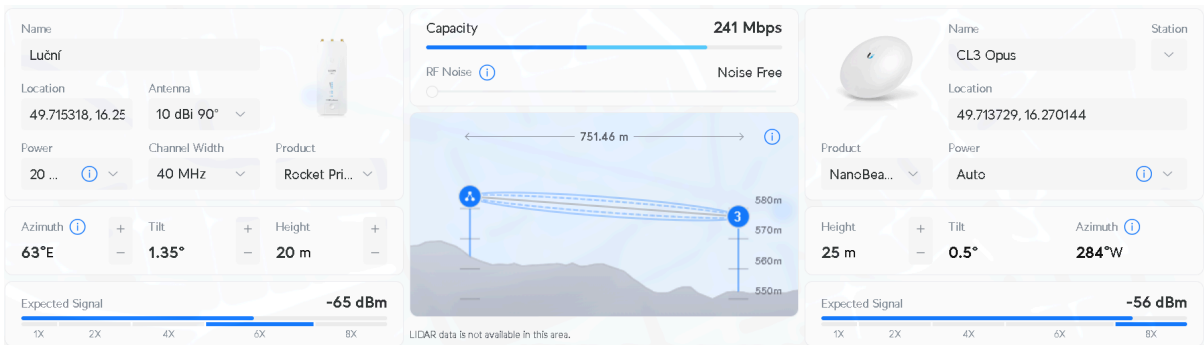 Name
Luční
Location
Antenna
49.715318, 16.25
10 dBi 90°
Power
Channel Width
Product
20 ...
40 MHz
Rocket Pri...
Azimuth
Tilt
Height
63°E
+
−
1.35°
+
−
20 m
+
−
Expected Signal
-65 dBm
1X
2X
4X
6X
8X
Capacity
241 Mbps
RF Noise
Noise Free
751.46 m
3
580m
570m
560m
550m
LIDAR data is not available in this area.
Name
Station
CL3 Opus
Location
49.713729, 16.270144
Product
Power
NanoBea...
Auto
Height
Tilt
Azimuth
25 m
+
−
0.5°
284°W
Expected Signal
-56 dBm
1X
2X
4X
6X
8X